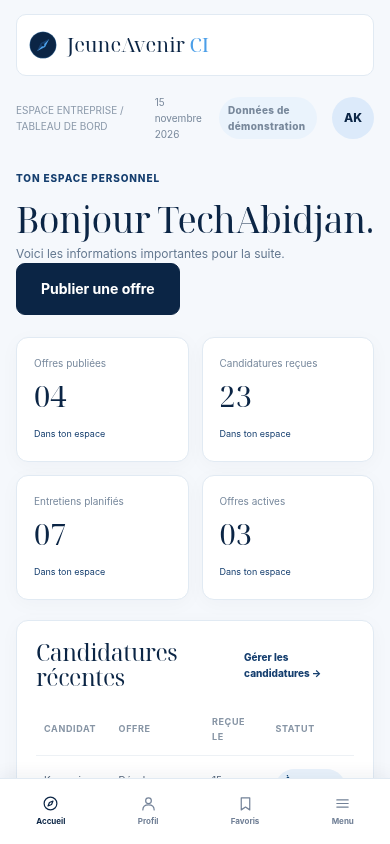 JeuneAvenir CI
ESPACE ENTREPRISE /
TABLEAU DE BORD
15
novembre
2026
Données de
démonstration
AK
TON ESPACE PERSONNEL
Bonjour TechAbidjan.
Voici les informations importantes pour la suite.
Publier une offre
Offres publiées
04
Dans ton espace
Candidatures reçues
23
Dans ton espace
Entretiens planifiés
07
Dans ton espace
Offres actives
03
Dans ton espace
Candidatures
récentes
Gérer les
candidatures →
CANDIDAT
OFFRE
REÇUE
LE
STATUT
Accueil
Profil
Favoris
Menu